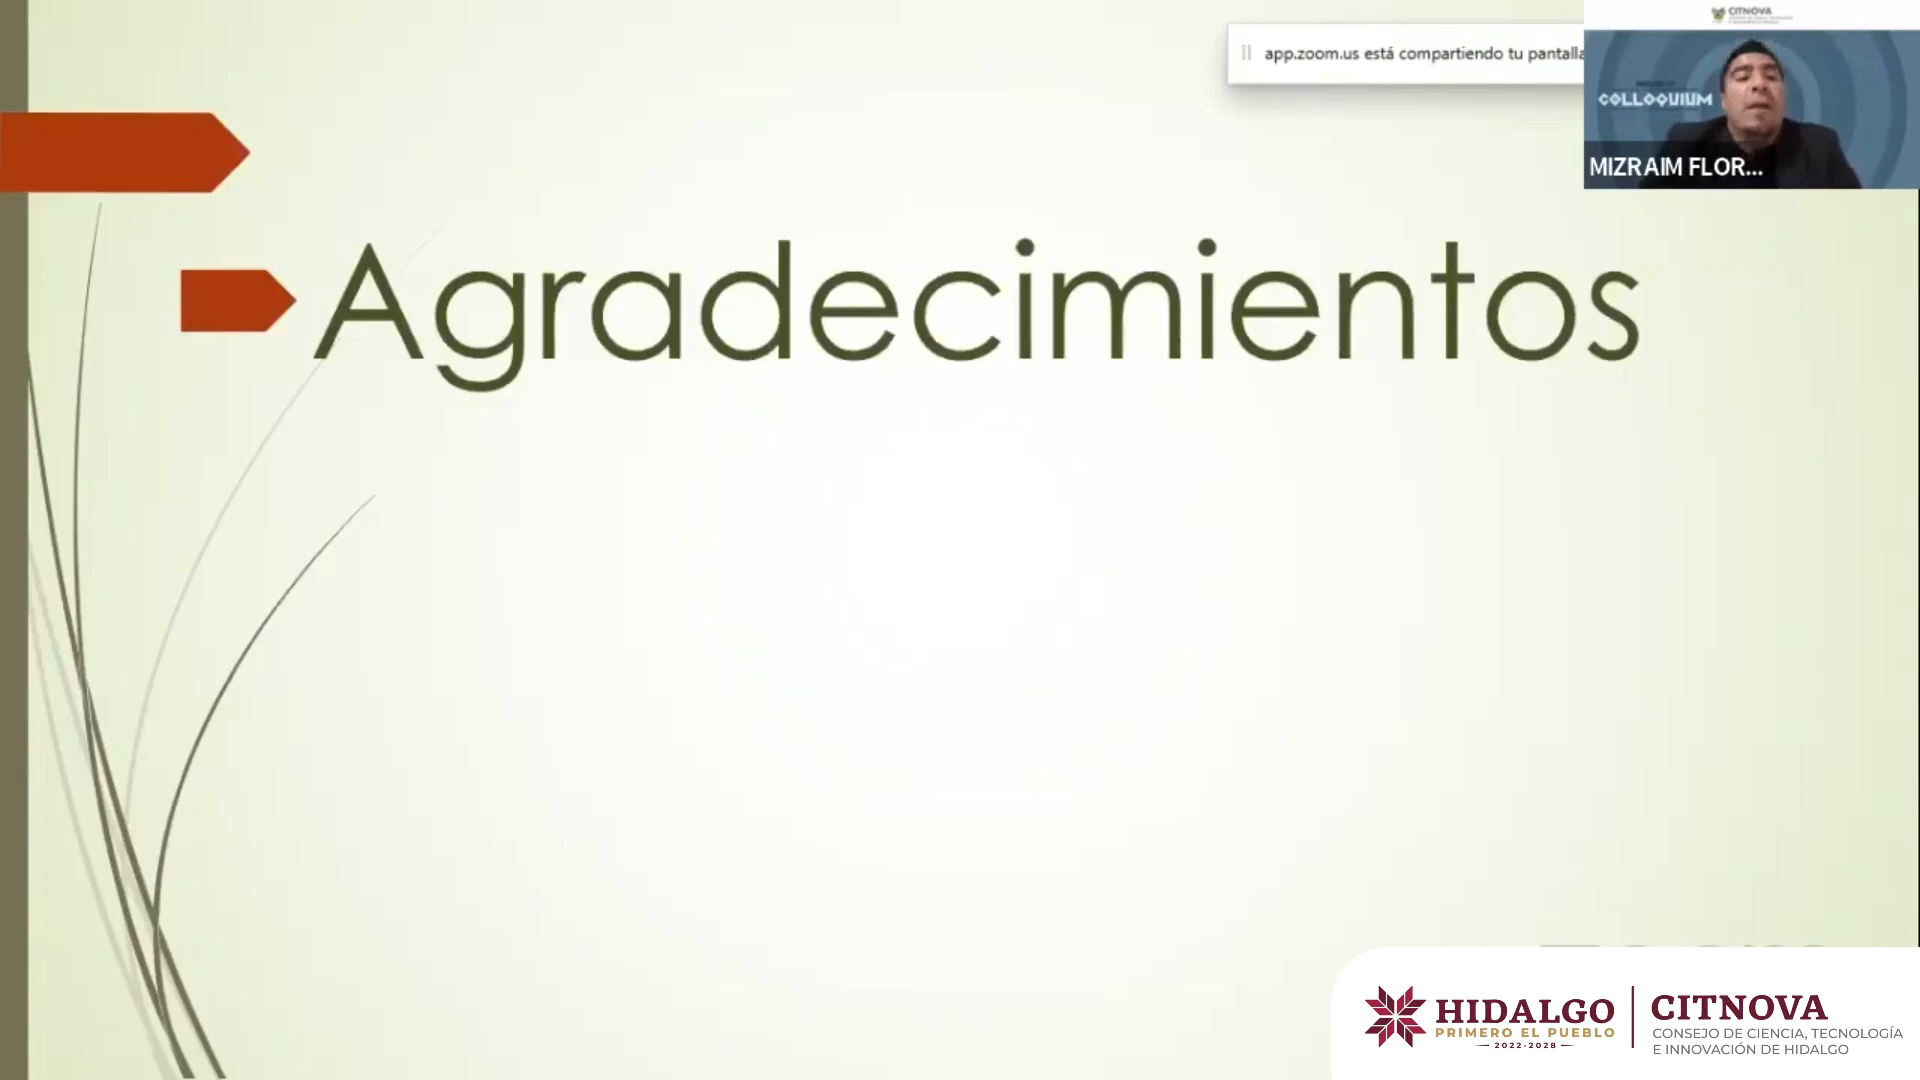 app.zoom.us está compartiendo tu pantalla
CITNOVA
COLLOQUIUM
MIZRAIM FLOR...
Agradecimientos
HIDALGO
PRIMERO EL PUEBLO
2022-2028
CITNOVA
CONSEJO DE CIENCIA, TECNOLOGÍA
E INNOVACIÓN DE HIDALGO